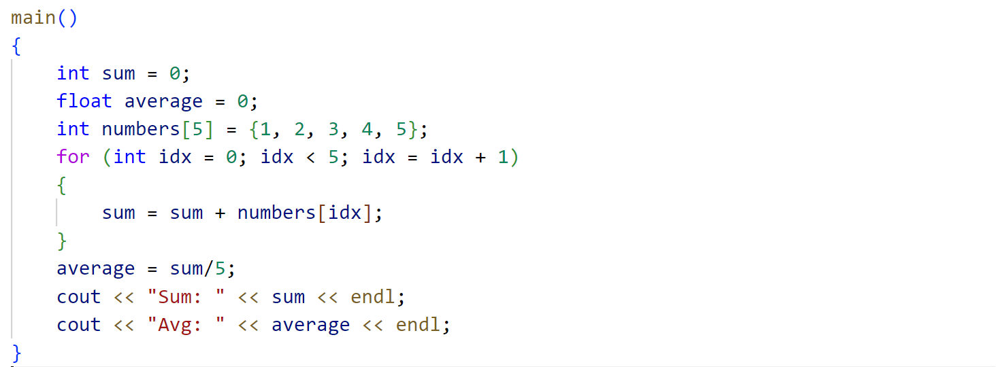 main()
{
    int sum = 0;
    float average = 0;
    int numbers[5] = {1, 2, 3, 4, 5};
    for (int idx = 0; idx < 5; idx = idx + 1)
    {
        sum = sum + numbers[idx];
    }
    average = sum/5;
    cout << "Sum: " << sum << endl;
    cout << "Avg: " << average << endl;
}